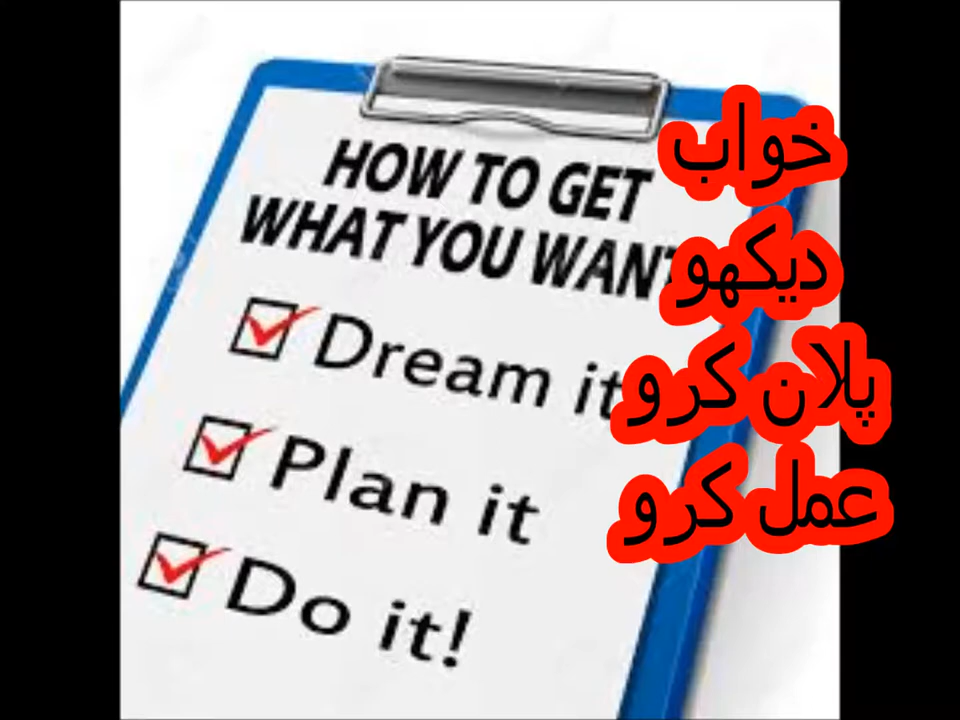 HOW TO GET
WHAT YOU WANT
Dream it
Plan it
Do it!
خواب
دیکھو
پلان کرو
عمل کرو